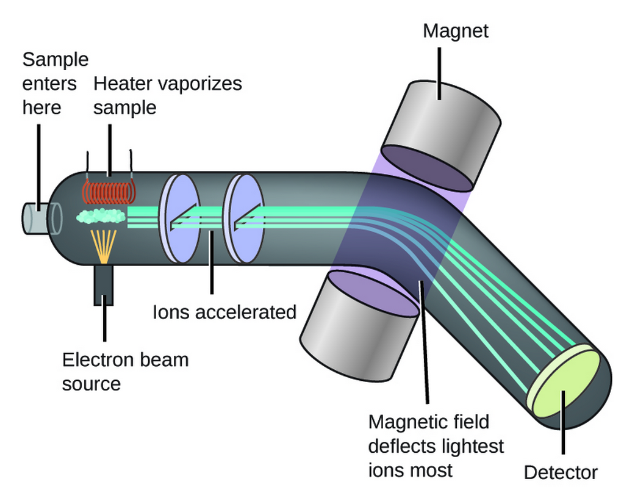 Magnet
Sample
enters
here
Heater vaporizes
sample
Ions accelerated
Electron beam
source
Magnetic field
deflects lightest
ions most
Detector